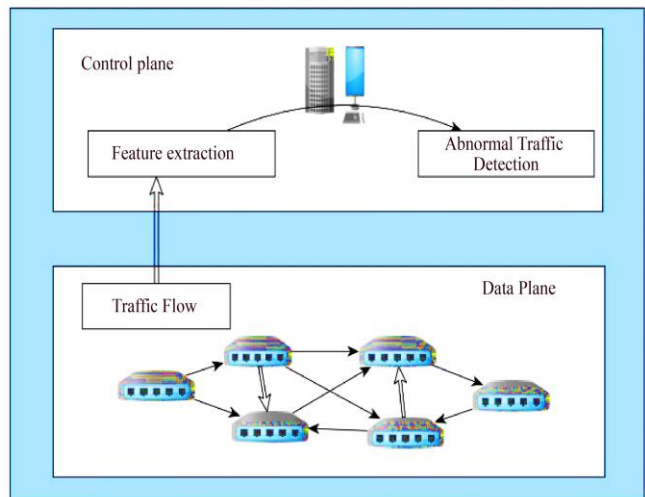 Control plane
Feature extraction
Abnormal Traffic
Detection
Traffic Flow
Data Plane